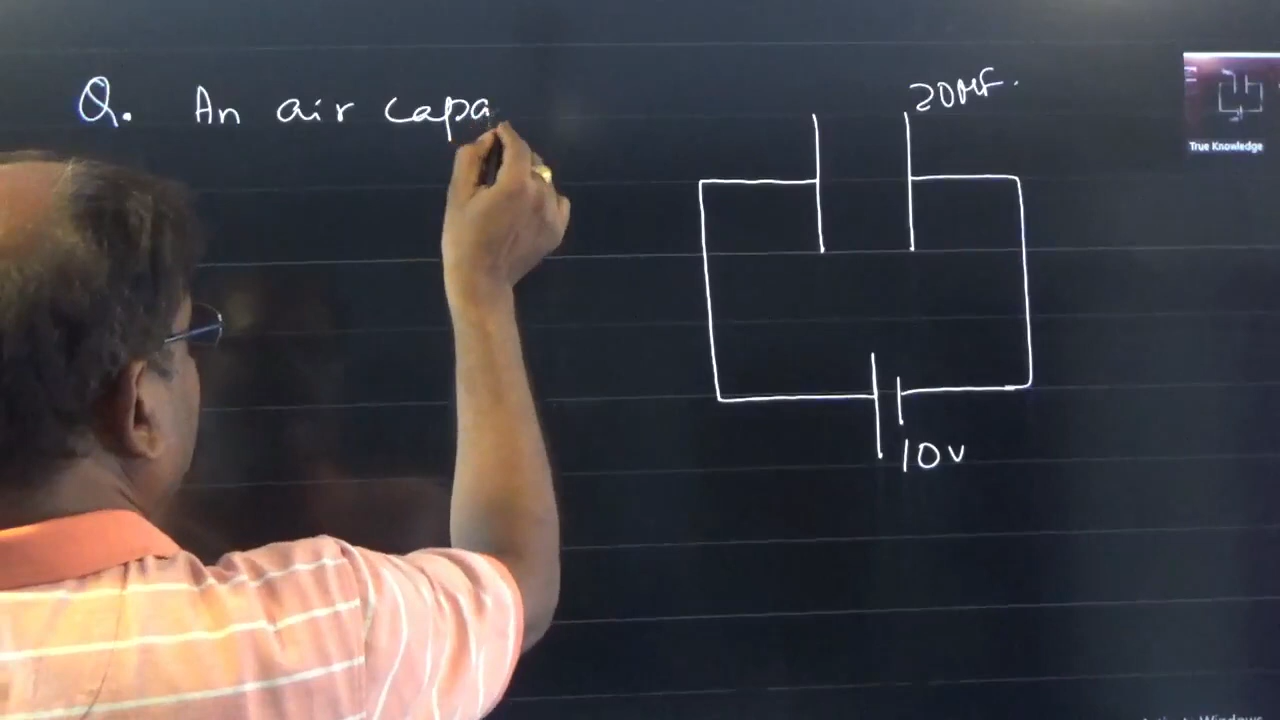 Q. An air capa
20μF.
10V
True Knowledge